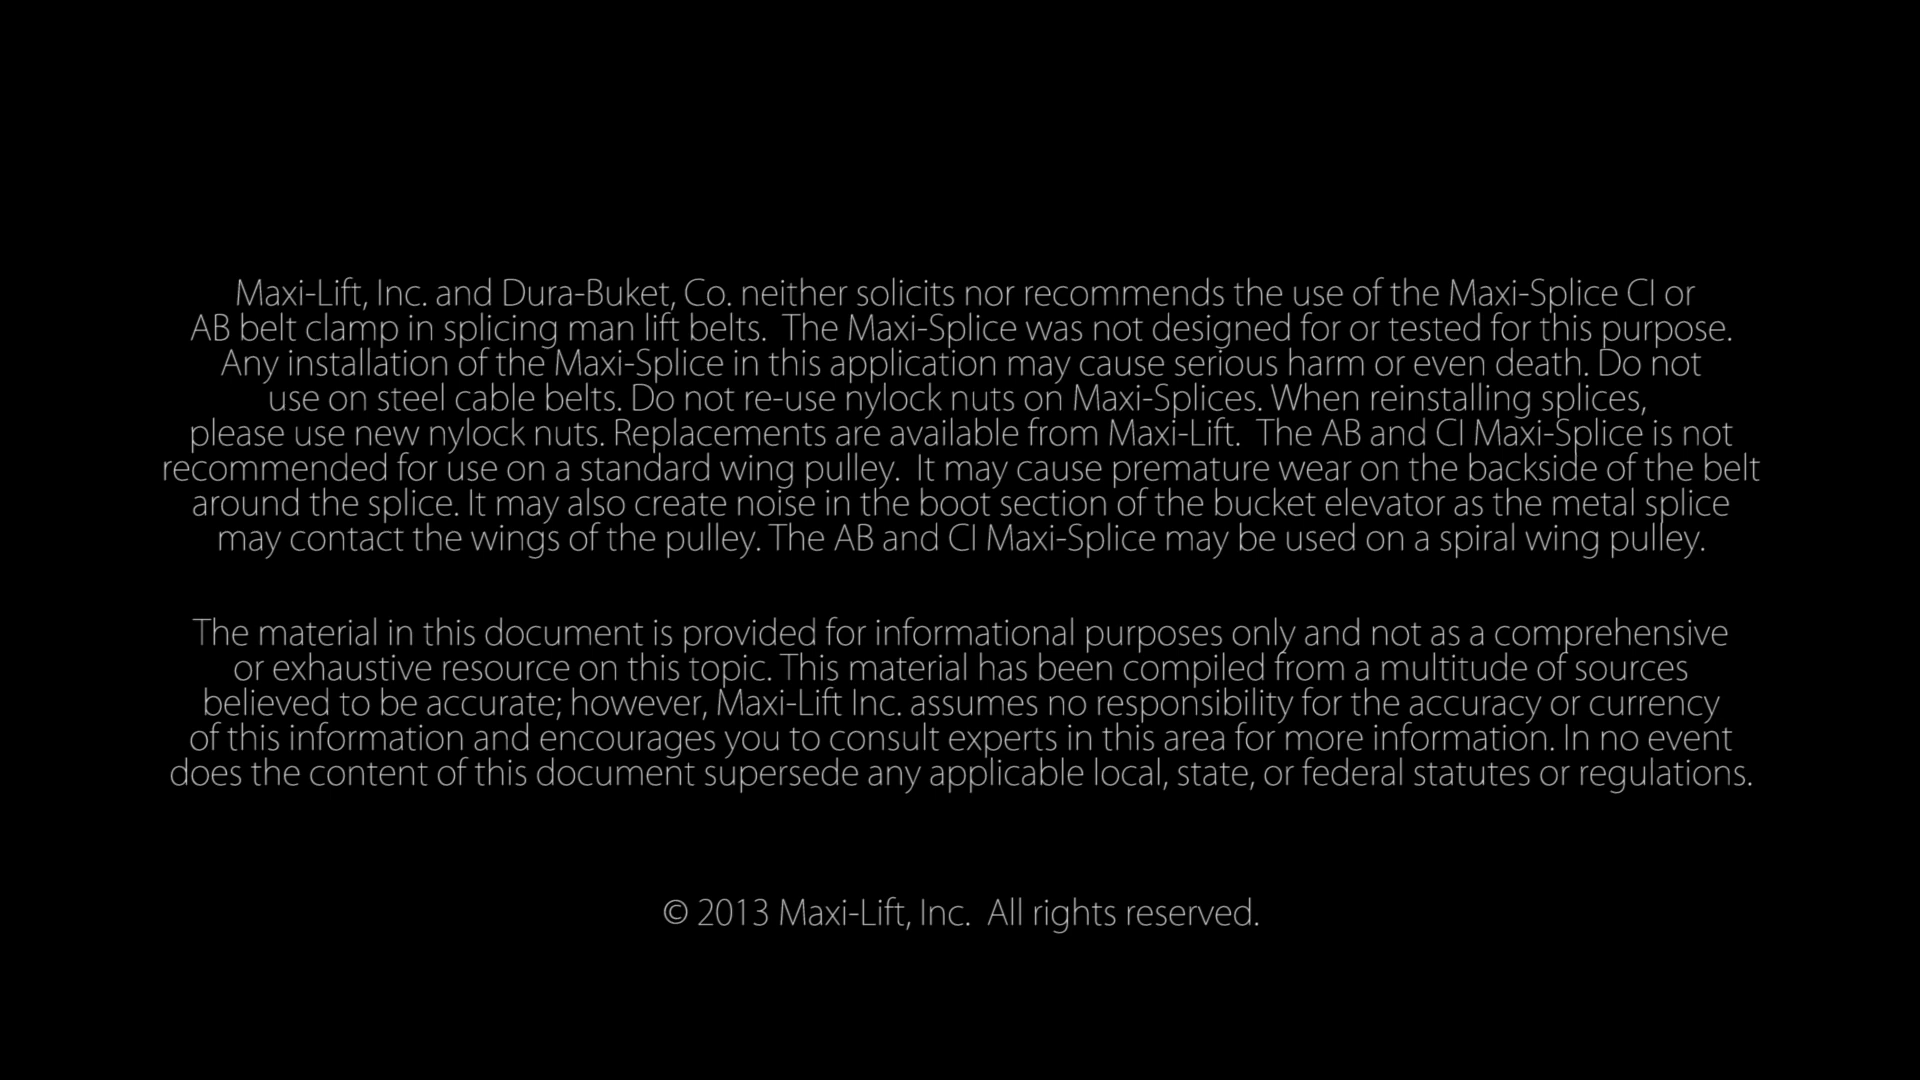 Maxi-Lift, Inc. and Dura-Buket, Co. neither solicits nor recommends the use of the Maxi-Splice CI or
AB belt clamp in splicing man lift belts.  The Maxi-Splice was not designed for or tested for this purpose.
Any installation of the Maxi-Splice in this application may cause serious harm or even death. Do not
use on steel cable belts. Do not re-use nylock nuts on Maxi-Splices. When reinstalling splices,
please use new nylock nuts. Replacements are available from Maxi-Lift.  The AB and CI Maxi-Splice is not
recommended for use on a standard wing pulley.  It may cause premature wear on the backside of the belt
around the splice. It may also create noise in the boot section of the bucket elevator as the metal splice
may contact the wings of the pulley. The AB and CI Maxi-Splice may be used on a spiral wing pulley.
The material in this document is provided for informational purposes only and not as a comprehensive
or exhaustive resource on this topic. This material has been compiled from a multitude of sources
believed to be accurate; however, Maxi-Lift Inc. assumes no responsibility for the accuracy or currency
of this information and encourages you to consult experts in this area for more information. In no event
does the content of this document supersede any applicable local, state, or federal statutes or regulations.
© 2013 Maxi-Lift, Inc.  All rights reserved.